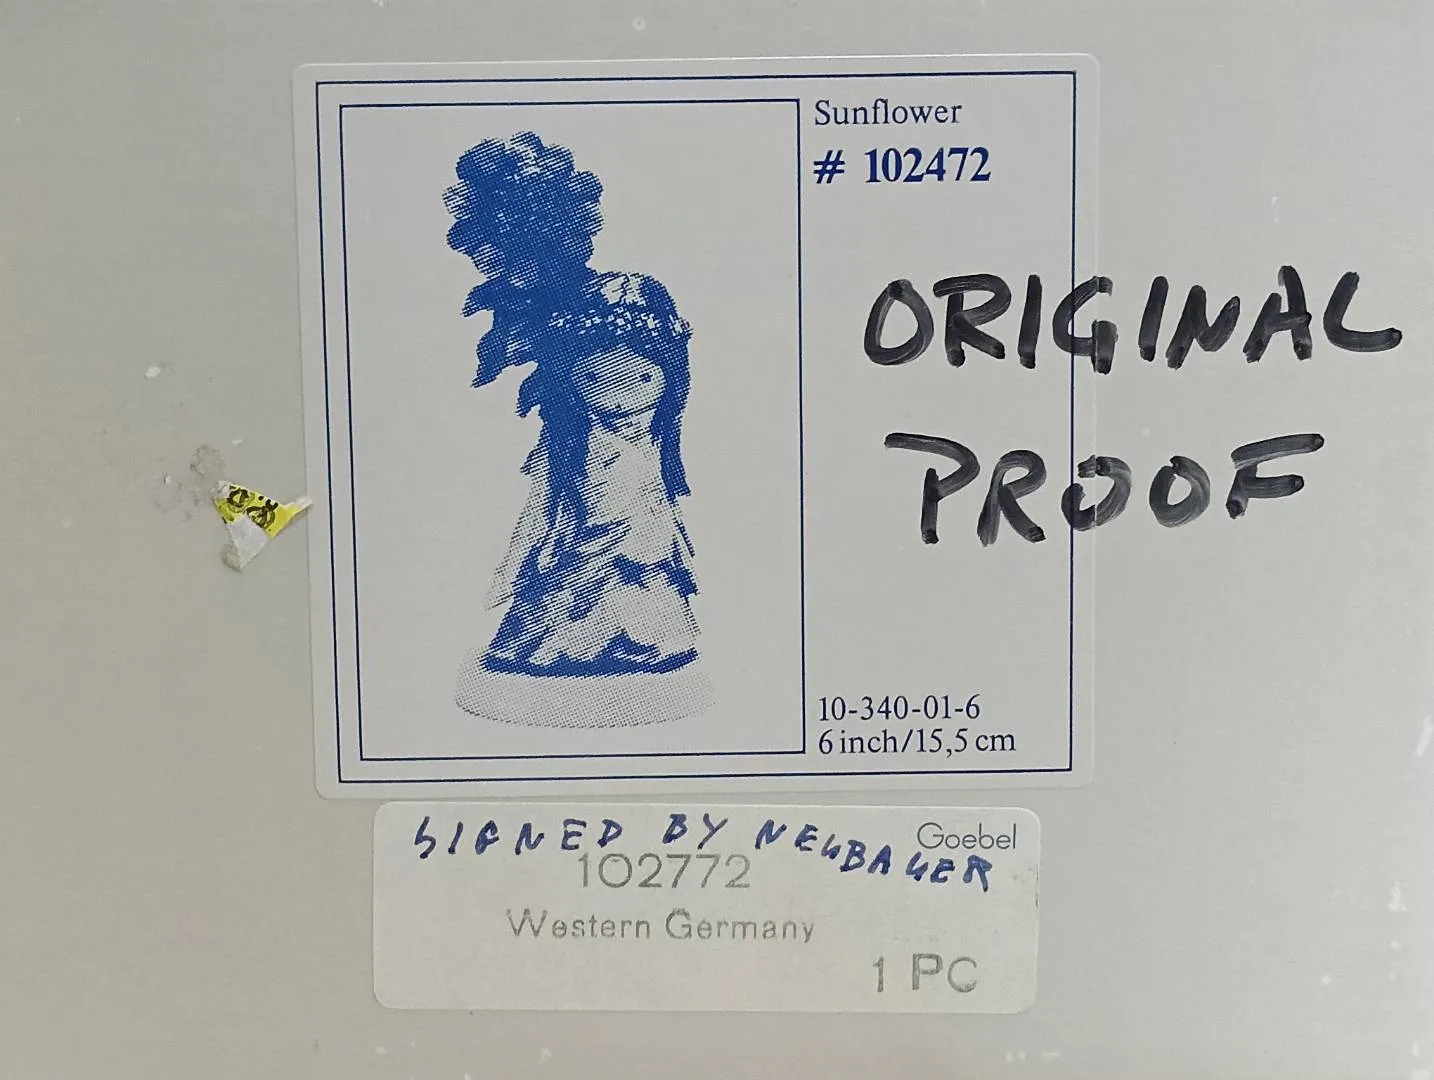 Sunflower
# 102472
ORIGINAL
PROOF
10-340-01-6
6 inch/15,5 cm
SIGNED BY NEUBAUER
Goebel
102772
Western Germany
1 PC